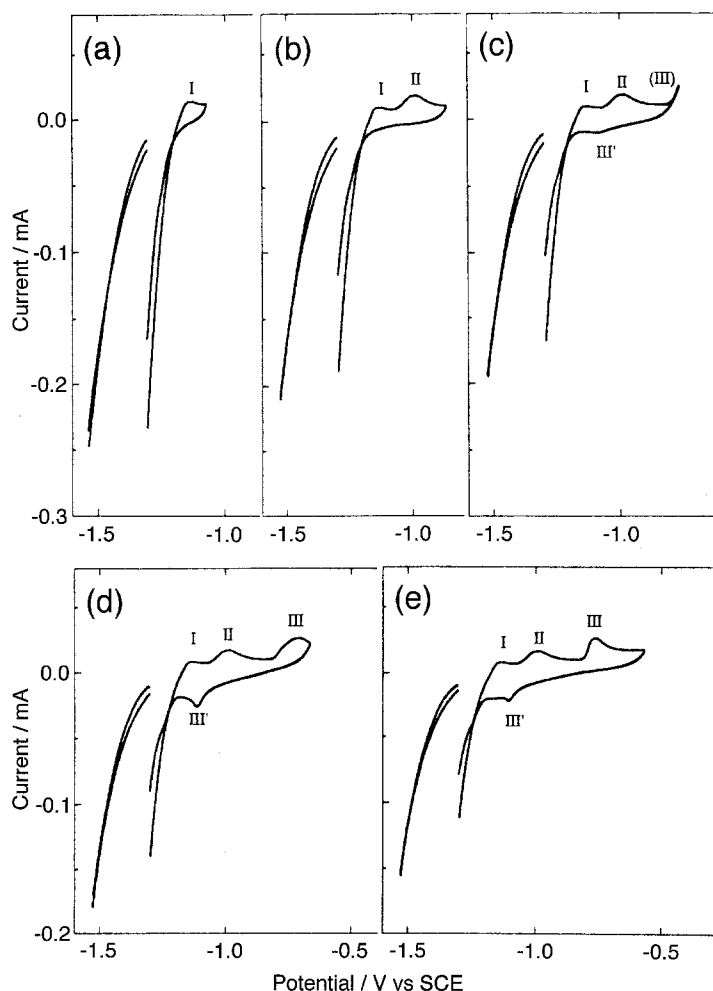 (a)
I
(b)
I
II
(c)
I
II
(III)
III'
0.0
-0.1
-0.2
-0.3
Current / mA
-1.5
-1.0
-1.5
-1.0
-1.5
-1.0
(d)
I
II
III
III'
(e)
I
II
III
III'
0.0
-0.1
-0.2
Current / mA
-1.5
-1.0
-0.5
-1.5
-1.0
-0.5
Potential / V vs SCE